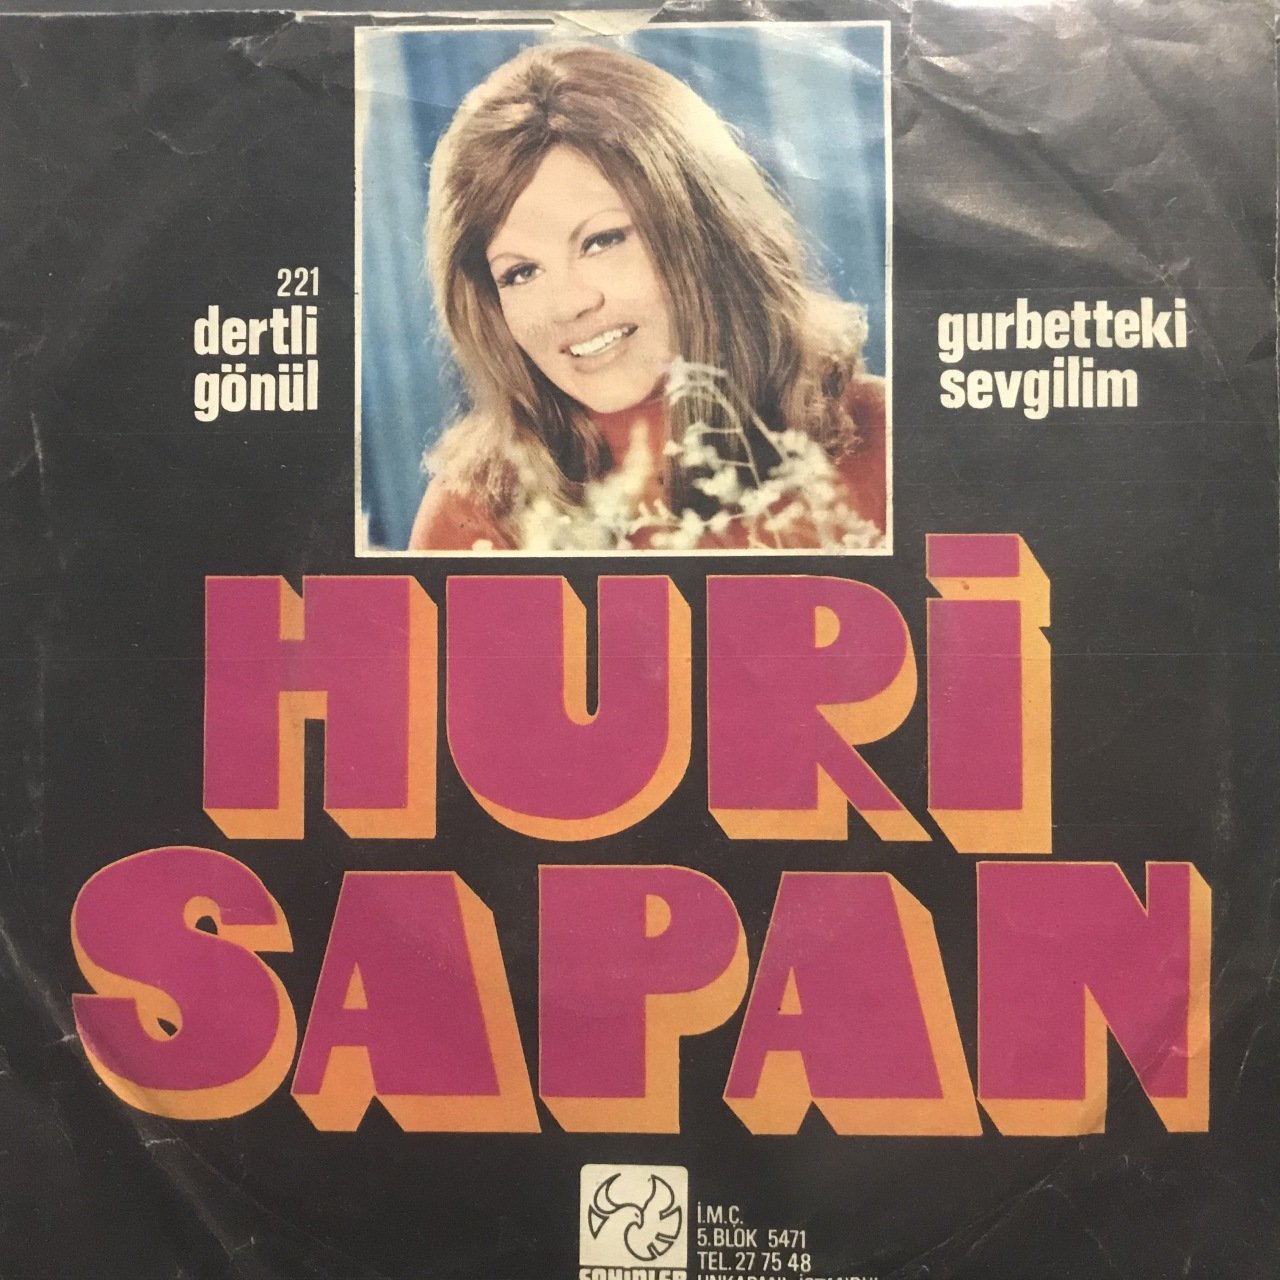 221
dertli
gönül
gurbetteki
sevgilim
HURİ
SAPAN
İ.M.Ç.
5.BLOK 5471
TEL. 27 75 48